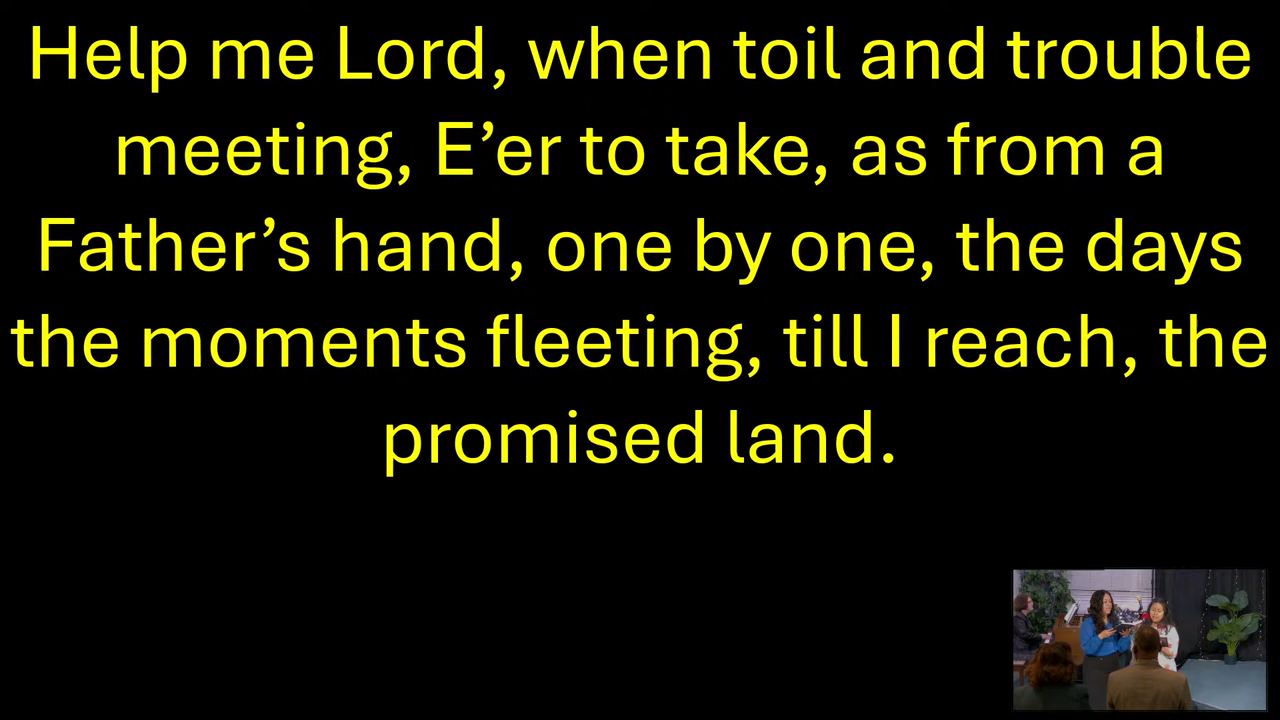 Help me Lord, when toil and trouble
meeting, E’er to take, as from a
Father’s hand, one by one, the days
the moments fleeting, till I reach, the
promised land.